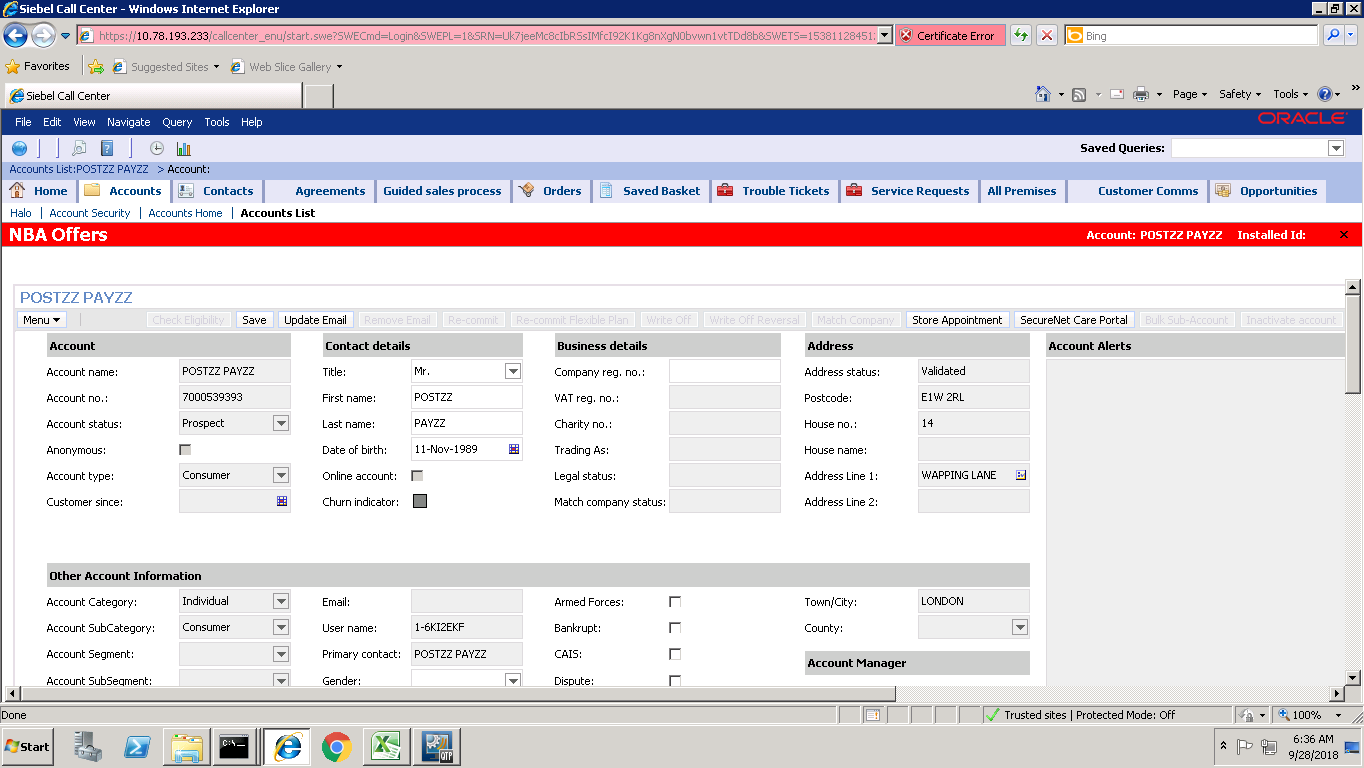 Siebel Call Center - Windows Internet Explorer
https://10.78.193.233/callcenter_enu/start.swe?SWECmd=Login&SWEPL=1&SRN=Uk7jeeMc8cIbRSsIMfcI92K1Kg8nXgN0bvwn1vtTDd8b&SWETS=15381128451. Certificate Error Bing
Favorites Suggested Sites Web Slice Gallery
Siebel Call Center Page Safety Tools
File Edit View Navigate Query Tools Help ORACLE
Saved Queries:
Accounts List:POSTZZ PAYZZ > Account:
Home Accounts Contacts Agreements Guided sales process Orders Saved Basket Trouble Tickets Service Requests All Premises Customer Comms Opportunities
Halo | Account Security | Accounts Home | Accounts List
NBA Offers Account: POSTZZ PAYZZ Installed Id: ×
POSTZZ PAYZZ
Menu Check Eligibility Save Update Email Remove Email Re-commit Re-commit Flexible Plan Write Off Write Off Reversal Match Company Store Appointment SecureNet Care Portal Bulk Sub-Account Inactivate account
Account Contact details Business details Address Account Alerts
Account name: POSTZZ PAYZZ Title: Mr. Company reg. no.: Address status: Validated
Account no.: 7000539393 First name: POSTZZ VAT reg. no.: Postcode: E1W 2RL
Account status: Prospect Last name: PAYZZ Charity no.: House no.: 14
Anonymous: Date of birth: 11-Nov-1989 Trading As: House name:
Account type: Consumer Online account: Legal status: Address Line 1: WAPPING LANE
Customer since: Churn indicator: Match company status: Address Line 2:
Other Account Information
Account Category: Individual Email: Armed Forces: Town/City: LONDON
Account SubCategory: Consumer User name: 1-6KI2EKF Bankrupt: County:
Account Segment: Primary contact: POSTZZ PAYZZ CAIS: Account Manager
Account SubSegment: Gender: Dispute:
Done Trusted sites | Protected Mode: Off 100%
Start C:\ QTP 6:36 AM
9/28/2018